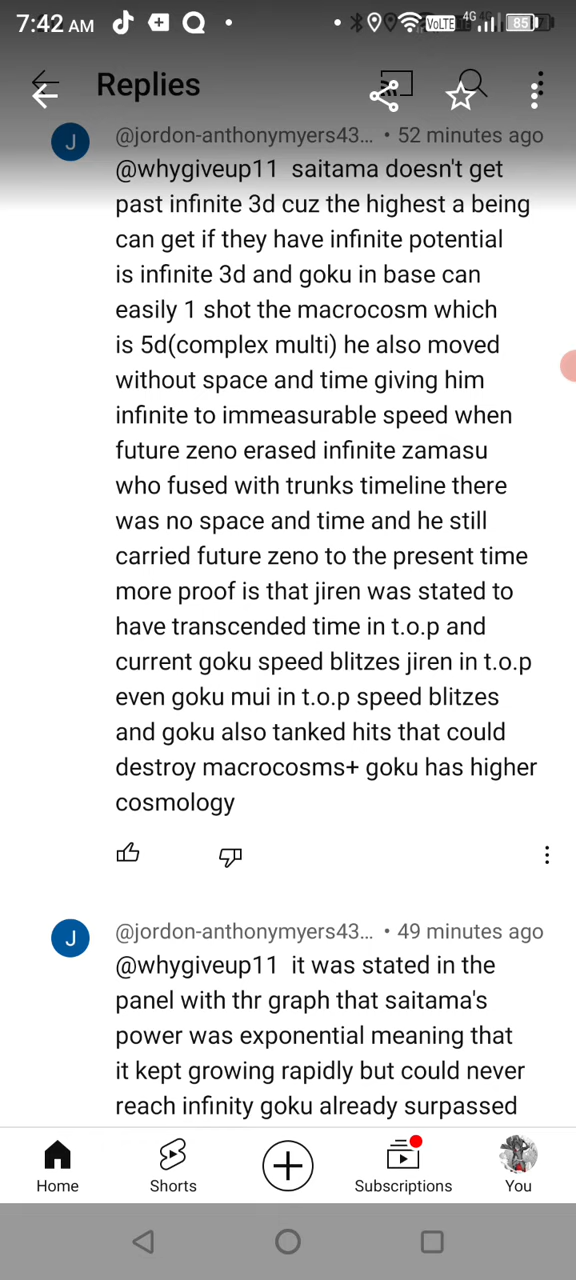 7:42 AM
VoLTE
4G
85
Replies
J
@jordon-anthonymyers43... • 52 minutes ago
@whygiveup11 saitama doesn't get
past infinite 3d cuz the highest a being
can get if they have infinite potential
is infinite 3d and goku in base can
easily 1 shot the macrocosm which
is 5d(complex multi) he also moved
without space and time giving him
infinite to immeasurable speed when
future zeno erased infinite zamasu
who fused with trunks timeline there
was no space and time and he still
carried future zeno to the present time
more proof is that jiren was stated to
have transcended time in t.o.p and
current goku speed blitzes jiren in t.o.p
even goku mui in t.o.p speed blitzes
and goku also tanked hits that could
destroy macrocosms+ goku has higher
cosmology
J
@jordon-anthonymyers43... • 49 minutes ago
@whygiveup11 it was stated in the
panel with thr graph that saitama's
power was exponential meaning that
it kept growing rapidly but could never
reach infinity goku already surpassed
Home
Shorts
Subscriptions
You